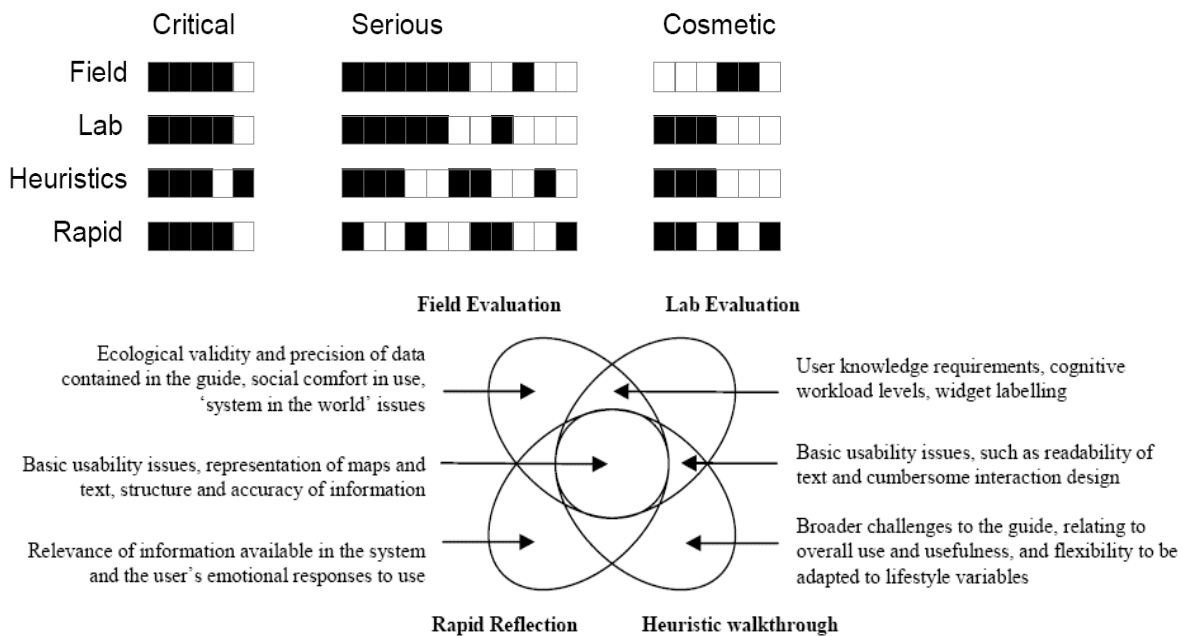 Critical Serious Cosmetic
Field
Lab
Heuristics
Rapid
Field Evaluation Lab Evaluation
Ecological validity and precision of data
contained in the guide, social comfort in use,
‘system in the world’ issues
User knowledge requirements, cognitive
workload levels, widget labelling
Basic usability issues, representation of maps and
text, structure and accuracy of information
Basic usability issues, such as readability of
text and cumbersome interaction design
Relevance of information available in the system
and the user’s emotional responses to use
Broader challenges to the guide, relating to
overall use and usefulness, and flexibility to be
adapted to lifestyle variables
Rapid Reflection Heuristic walkthrough